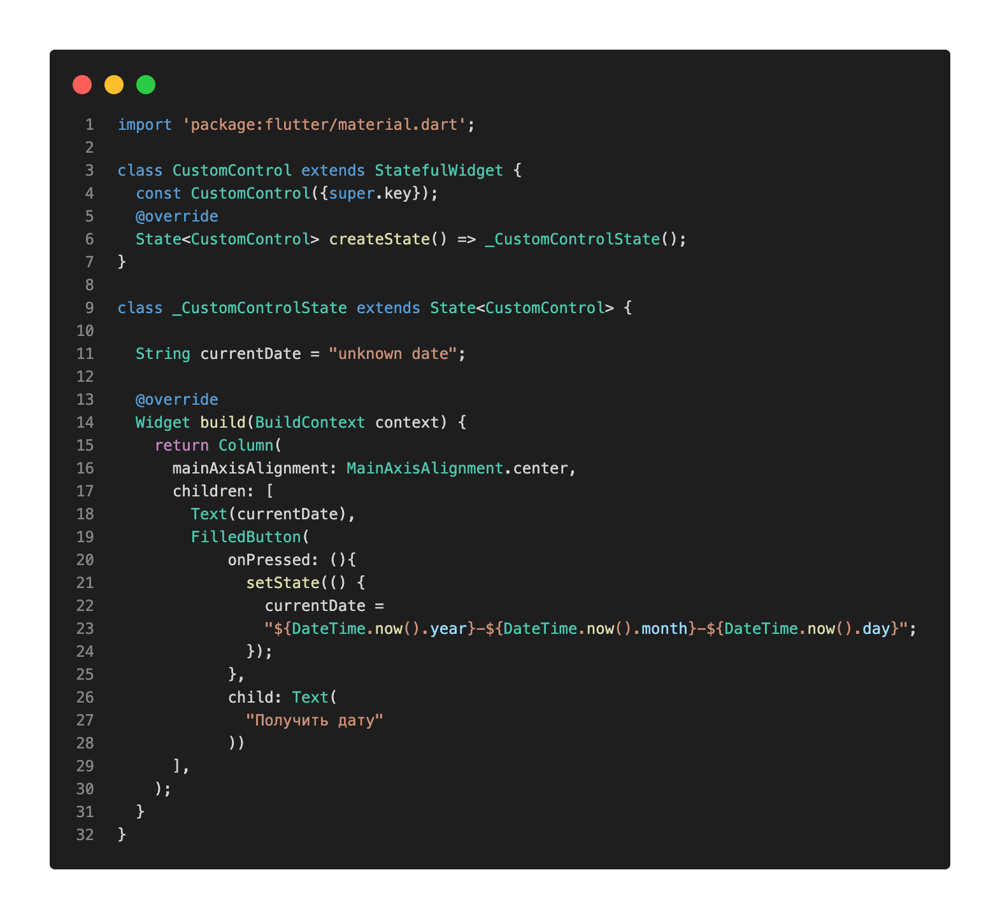 1 import 'package:flutter/material.dart';
2
3 class CustomControl extends StatefulWidget {
4   const CustomControl({super.key});
5   @override
6   State<CustomControl> createState() => _CustomControlState();
7 }
8
9 class _CustomControlState extends State<CustomControl> {
10
11   String currentDate = "unknown date";
12
13   @override
14   Widget build(BuildContext context) {
15     return Column(
16       mainAxisAlignment: MainAxisAlignment.center,
17       children: [
18         Text(currentDate),
19         FilledButton(
20             onPressed: (){
21               setState(() {
22                 currentDate =
23                 "${DateTime.now().year}-${DateTime.now().month}-${DateTime.now().day}";
24               });
25             },
26             child: Text(
27               "Получить дату"
28             ))
29       ],
30     );
31   }
32 }